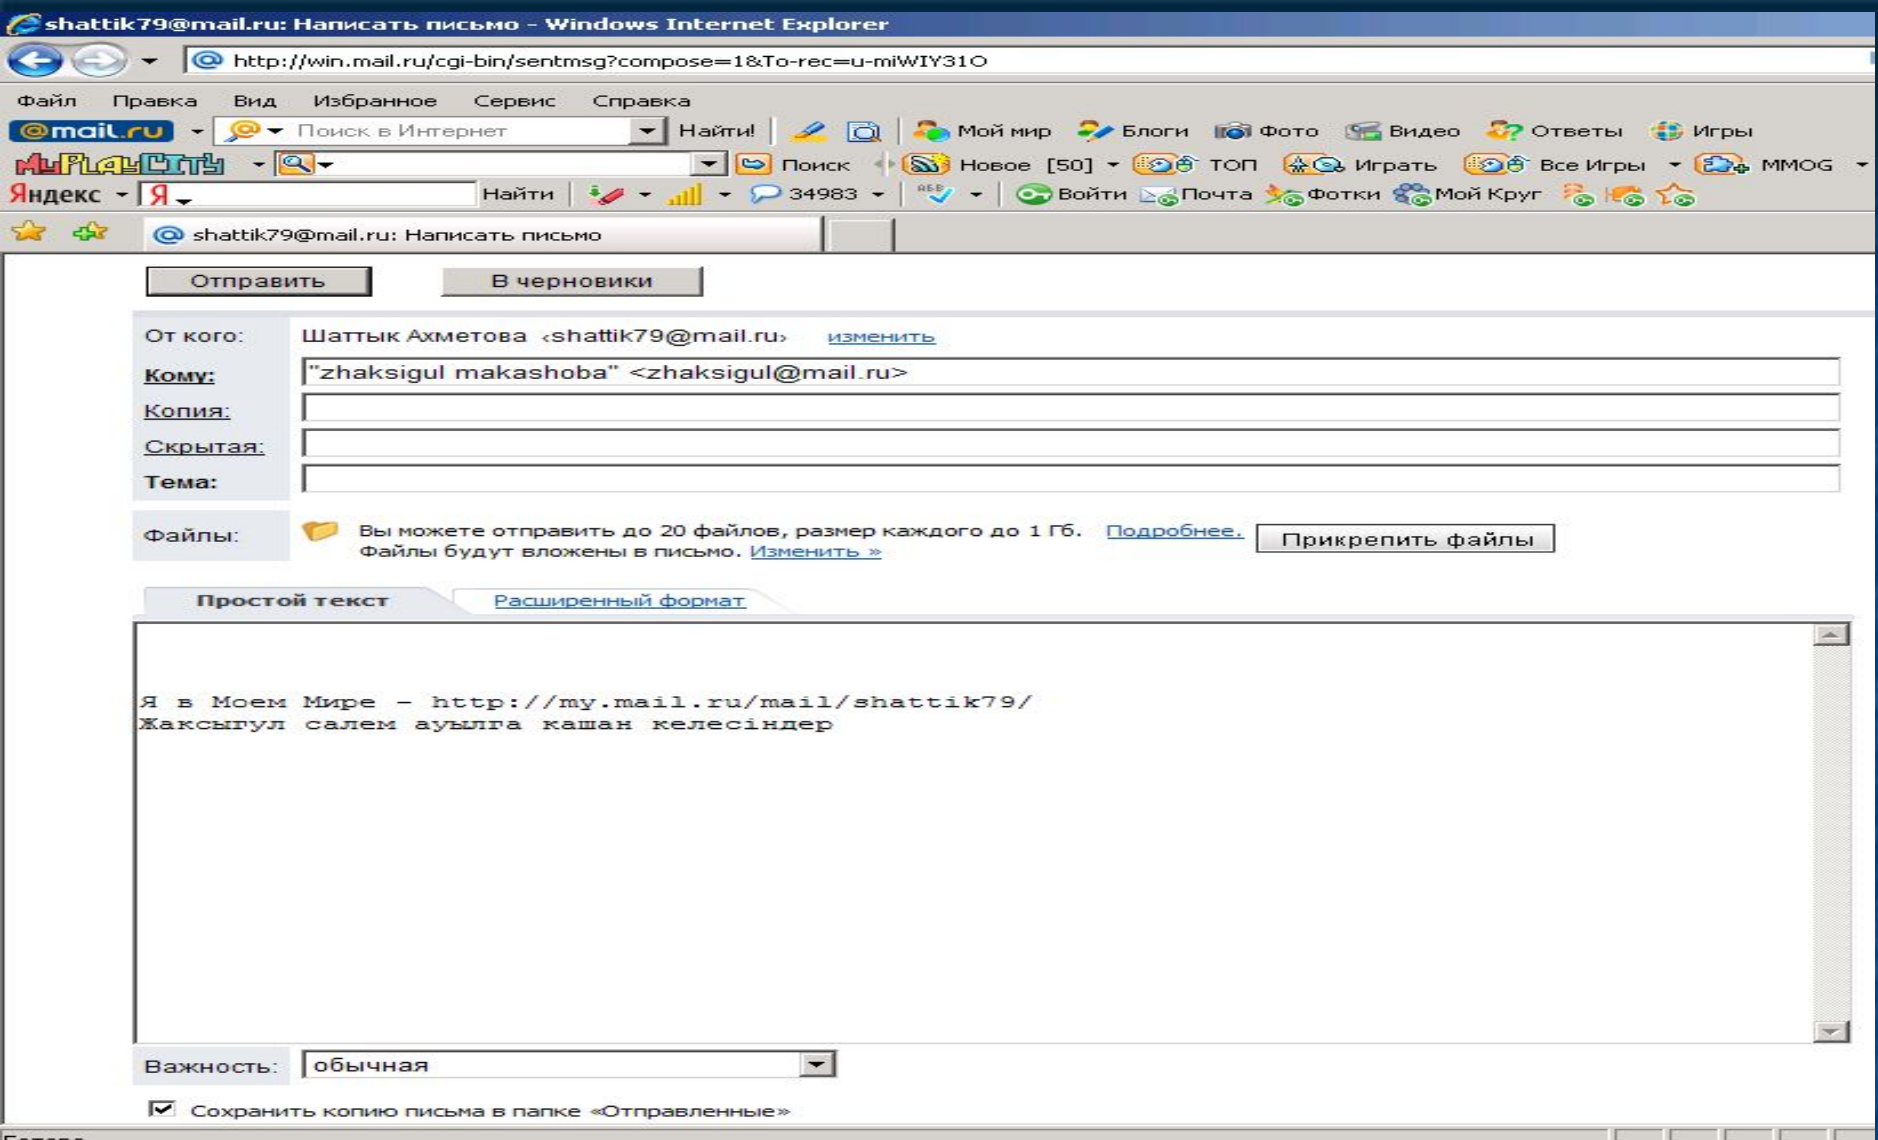 shattik79@mail.ru: Написать письмо - Windows Internet Explorer
http://win.mail.ru/cgi-bin/sentmsg?compose=1&To-rec=u-miWIY31O
Файл Правка Вид Избранное Сервис Справка
@mail.ru Поиск в Интернет Найти! Мой мир Блоги Фото Видео Ответы Игры
MyPlayCity Поиск Новое [50] ТОП Играть Все Игры MMOG
Яндекс Я Найти 34983 Войти Почта Фотки Мой Круг
shattik79@mail.ru: Написать письмо
Отправить В черновики
От кого: Шаттык Ахметова <shattik79@mail.ru> изменить
Кому: "zhaksigul makashoba" <zhaksigul@mail.ru>
Копия:
Скрытая:
Тема:
Файлы: Вы можете отправить до 20 файлов, размер каждого до 1 Гб. Подробнее. Прикрепить файлы
Файлы будут вложены в письмо. Изменить »
Простой текст Расширенный формат
Я в Моем Мире - http://my.mail.ru/mail/shattik79/
Жаксыгул салем ауылга кашан келесіндер
Важность: обычная
Сохранить копию письма в папке «Отправленные»